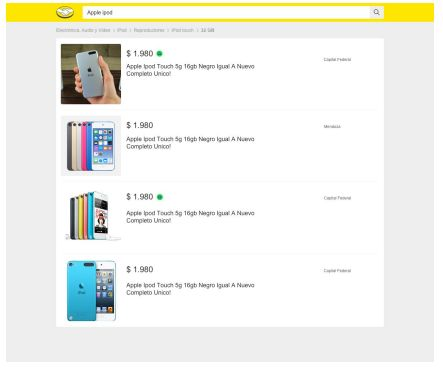 Apple ipod
Electrónica, Audio y Video > iPod > Reproductores > iPod touch > 32 GB
$ 1.980
Apple Ipod Touch 5g 16gb Negro Igual A Nuevo
Completo Unico!
Capital Federal
$ 1.980
Apple Ipod Touch 5g 16gb Negro Igual A Nuevo
Completo Unico!
Mendoza
$ 1.980
Apple Ipod Touch 5g 16gb Negro Igual A Nuevo
Completo Unico!
Capital Federal
$ 1.980
Apple Ipod Touch 5g 16gb Negro Igual A Nuevo
Completo Unico!
Capital Federal